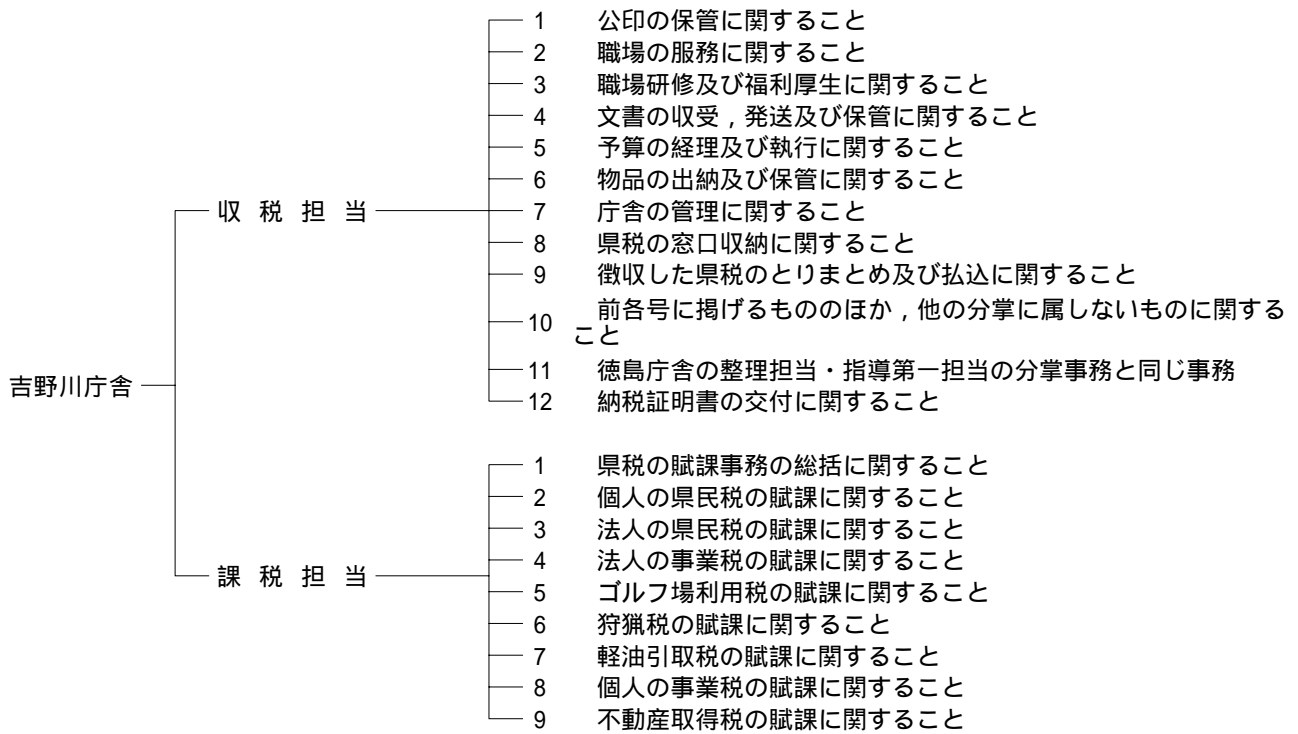 吉野川庁舎
収税担当
1 公印の保管に関すること
2 職場の服務に関すること
3 職場研修及び福利厚生に関すること
4 文書の収受，発送及び保管に関すること
5 予算の経理及び執行に関すること
6 物品の出納及び保管に関すること
7 庁舎の管理に関すること
8 県税の窓口収納に関すること
9 徴収した県税のとりまとめ及び払込に関すること
10 前各号に掲げるもののほか，他の分掌に属しないものに関する
こと
11 徳島庁舎の整理担当・指導第一担当の分掌事務と同じ事務
12 納税証明書の交付に関すること
課税担当
1 県税の賦課事務の総括に関すること
2 個人の県民税の賦課に関すること
3 法人の県民税の賦課に関すること
4 法人の事業税の賦課に関すること
5 ゴルフ場利用税の賦課に関すること
6 狩猟税の賦課に関すること
7 軽油引取税の賦課に関すること
8 個人の事業税の賦課に関すること
9 不動産取得税の賦課に関すること